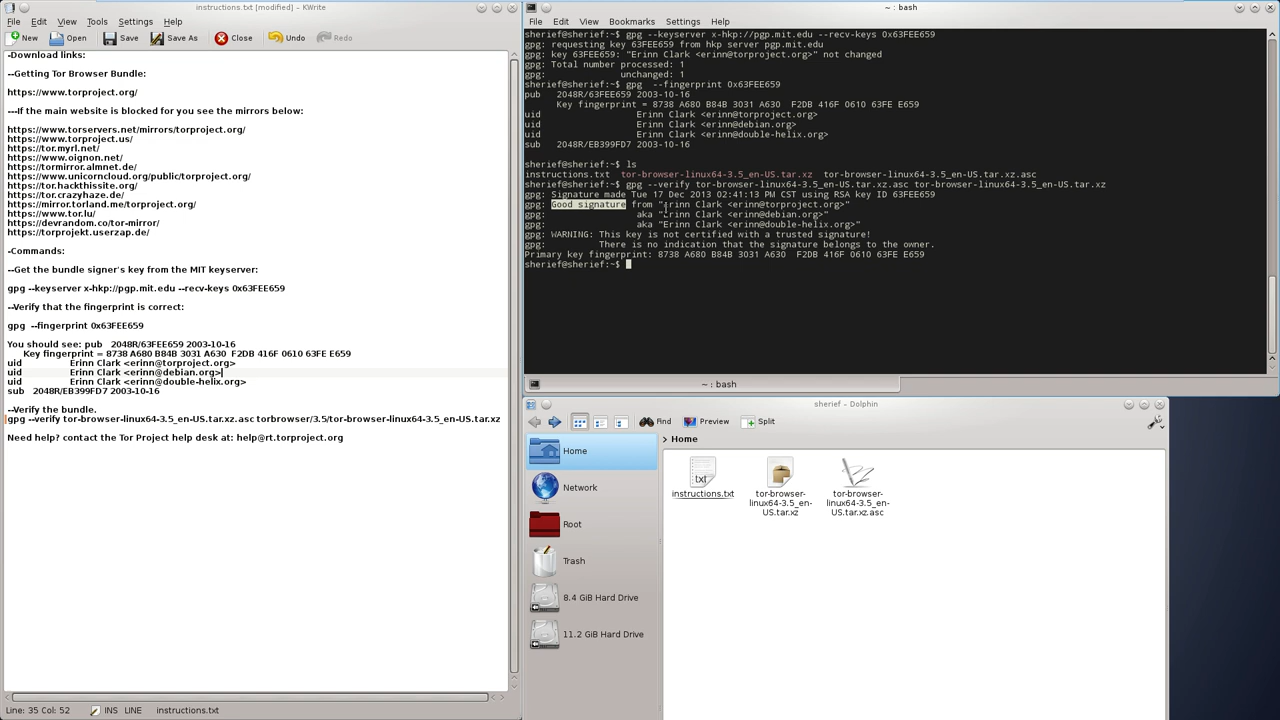 instructions.txt [modified] – KWrite
File Edit View Tools Settings Help
New Open Save Save As Close Undo Redo
-Download links:
--Getting Tor Browser Bundle:
https://www.torproject.org/
---If the main website is blocked for you see the mirrors below:
https://www.torservers.net/mirrors/torproject.org/
https://www.torproject.us/
https://tor.myrl.net/
https://www.oignon.net/
https://tormirror.almnet.de/
https://www.unicorncloud.org/public/torproject.org/
https://tor.hackthissite.org/
https://tor.crazyhaze.de/
https://mirror.torland.me/torproject.org/
https://www.tor.lu/
https://devrandom.co/tor-mirror/
https://torproject.userzap.de/
-Commands:
--Get the bundle signer's key from the MIT keyserver:
gpg --keyserver x-hkp://pgp.mit.edu --recv-keys 0x63FEE659
--Verify that the fingerprint is correct:
gpg --fingerprint 0x63FEE659
You should see: pub 2048R/63FEE659 2003-10-16
Key fingerprint = 8738 A680 B84B 3031 A630 F2DB 416F 0610 63FE E659
uid Erinn Clark <erinn@torproject.org>
uid Erinn Clark <erinn@debian.org>
uid Erinn Clark <erinn@double-helix.org>
sub 2048R/EB399FD7 2003-10-16
--Verify the bundle.
gpg --verify tor-browser-linux64-3.5_en-US.tar.xz.asc torbrowser/3.5/tor-browser-linux64-3.5_en-US.tar.xz
Need help? contact the Tor Project help desk at: help@rt.torproject.org
Line: 35 Col: 52 INS LINE instructions.txt
~ : bash
File Edit View Bookmarks Settings Help
sherief@sherief:~$ gpg --keyserver x-hkp://pgp.mit.edu --recv-keys 0x63FEE659
gpg: requesting key 63FEE659 from hkp server pgp.mit.edu
gpg: key 63FEE659: "Erinn Clark <erinn@torproject.org>" not changed
gpg: Total number processed: 1
gpg: unchanged: 1
sherief@sherief:~$ gpg --fingerprint 0x63FEE659
pub 2048R/63FEE659 2003-10-16
Key fingerprint = 8738 A680 B84B 3031 A630 F2DB 416F 0610 63FE E659
uid Erinn Clark <erinn@torproject.org>
uid Erinn Clark <erinn@debian.org>
uid Erinn Clark <erinn@double-helix.org>
sub 2048R/EB399FD7 2003-10-16
sherief@sherief:~$ ls
instructions.txt tor-browser-linux64-3.5_en-US.tar.xz tor-browser-linux64-3.5_en-US.tar.xz.asc
sherief@sherief:~$ gpg --verify tor-browser-linux64-3.5_en-US.tar.xz.asc tor-browser-linux64-3.5_en-US.tar.xz
gpg: Signature made Tue 17 Dec 2013 02:41:13 PM CST using RSA key ID 63FEE659
gpg: Good signature from "Erinn Clark <erinn@torproject.org>"
gpg: aka "Erinn Clark <erinn@debian.org>"
gpg: aka "Erinn Clark <erinn@double-helix.org>"
gpg: WARNING: This key is not certified with a trusted signature!
gpg: There is no indication that the signature belongs to the owner.
Primary key fingerprint: 8738 A680 B84B 3031 A630 F2DB 416F 0610 63FE E659
sherief@sherief:~$
~ : bash
sherief – Dolphin
Find Preview Split
> Home
Home
Network
Root
Trash
8.4 GiB Hard Drive
11.2 GiB Hard Drive
txt
instructions.txt
tor-browser-
linux64-3.5_en-
US.tar.xz
tor-browser-
linux64-3.5_en-
US.tar.xz.asc